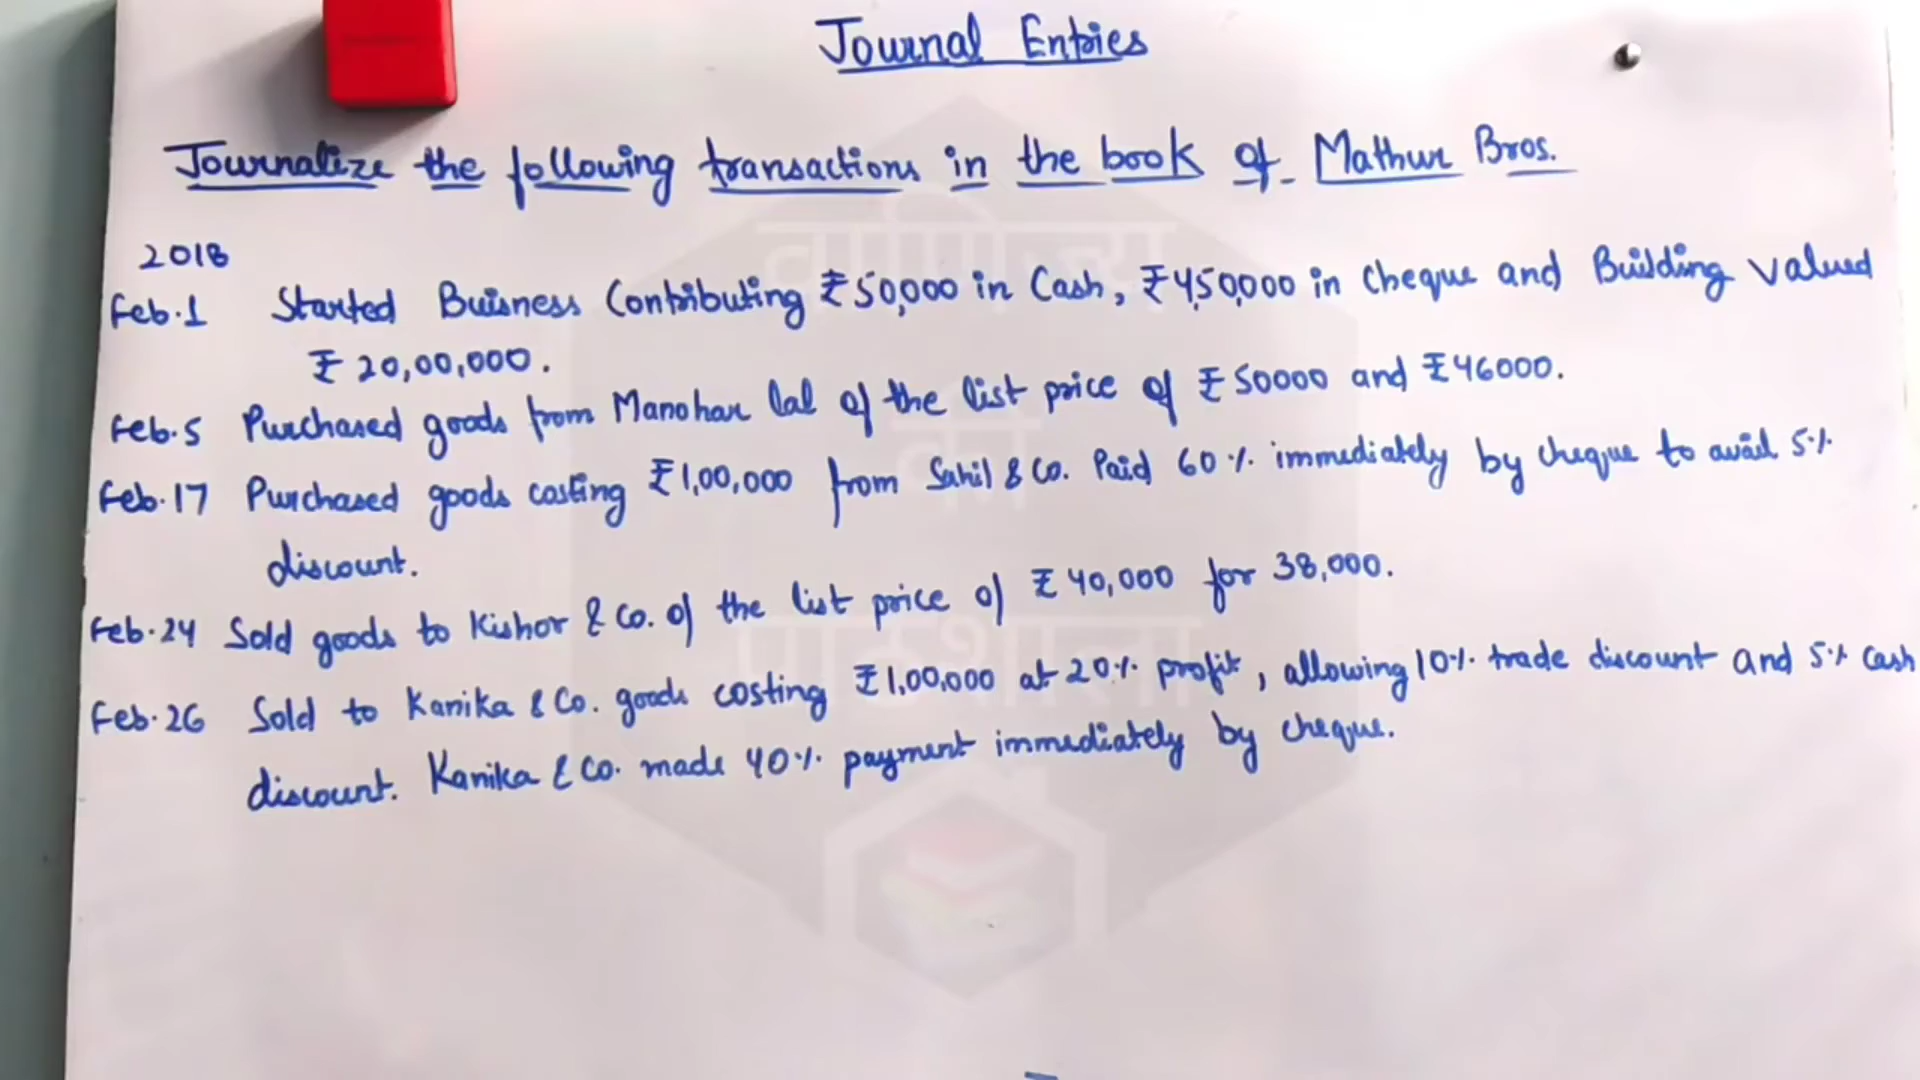 Journal Entries
Journalize the following transactions in the book of Mathur Bros.
2018
Feb.1 Started Buisness Contributing ₹50,000 in Cash, ₹4,50,000 in Cheque and Building valued
₹ 20,00,000.
Feb.5 Purchased goods from Manohar lal of the list price of ₹50000 and ₹46000.
Feb.17 Purchased goods costing ₹1,00,000 from Sahil & Co. Paid 60% immediately by cheque to avail 5%
discount.
Feb.24 Sold goods to Kishor & Co. of the list price of ₹40,000 for 38,000.
Feb.26 Sold to Kanika & Co. goods costing ₹1,00,000 at 20% profit, allowing 10% trade discount and 5% cash
discount. Kanika & Co. made 40% payment immediately by cheque.
वाणिज्य
की
पाठशाला